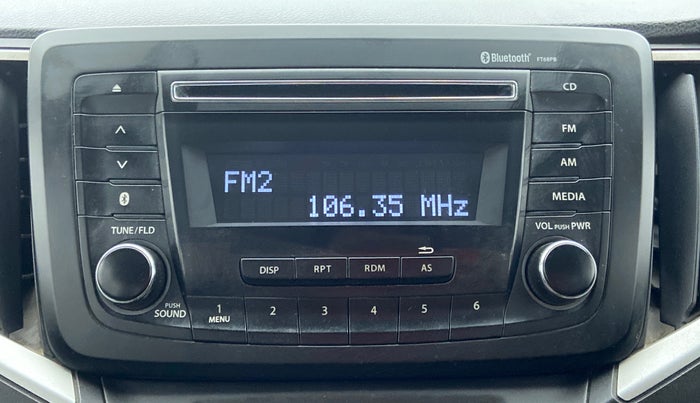 Bluetooth FT68PB
CD
FM
AM
MEDIA
FM2
106.35 MHz
TUNE/FLD
VOL PUSH PWR
DISP RPT RDM AS
PUSH
SOUND
1 2 3 4 5 6
MENU